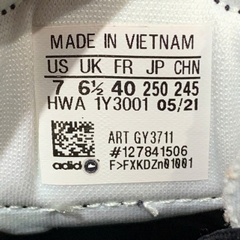 MADE IN VIETNAM
US UK FR JP CHN
7 6½ 40 250 245
HWA 1Y3001 05/21
ART GY3711
adidas #127841506
F>FXKDZn01001